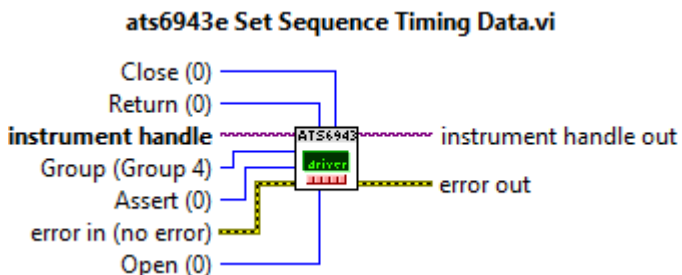 ats6943e Set Sequence Timing Data.vi
Close (0)
Return (0)
instrument handle
ATS6943
instrument handle out
Group (Group 4)
driver
Assert (0)
error out
error in (no error)
Open (0)